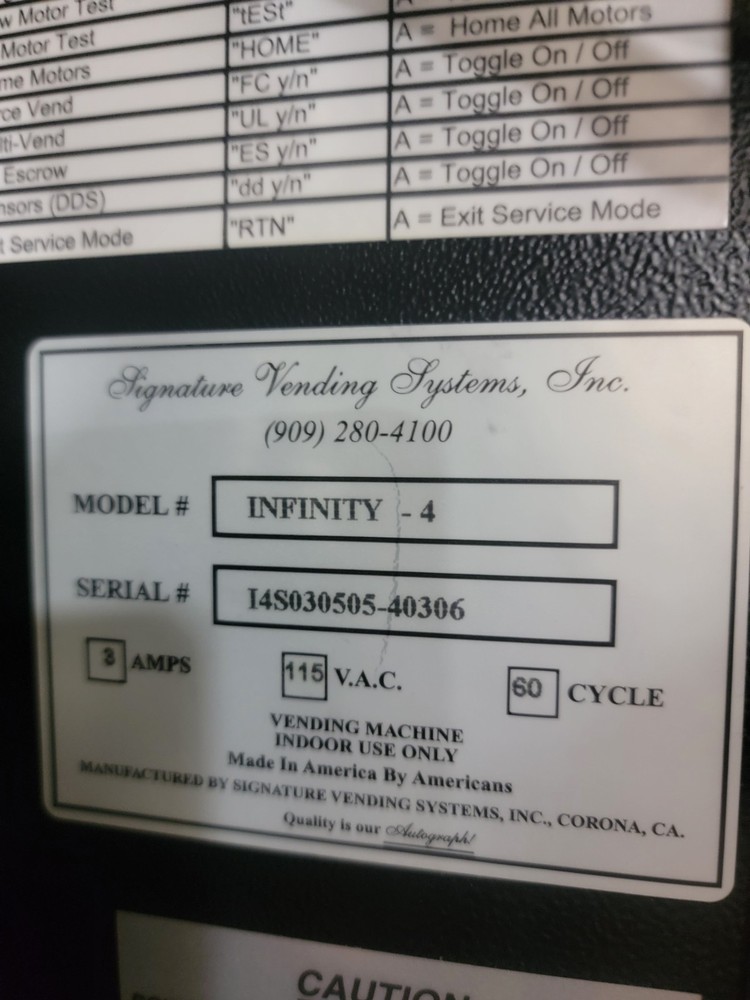 w Motor Test "tESt"
Motor Test "HOME" A = Home All Motors
me Motors "FC y/n" A = Toggle On / Off
rce Vend "UL y/n" A = Toggle On / Off
lti-Vend "ES y/n" A = Toggle On / Off
Escrow "dd y/n" A = Toggle On / Off
nsors (DDS) "RTN" A = Exit Service Mode
t Service Mode
Signature Vending Systems, Inc.
(909) 280-4100
MODEL # INFINITY - 4
SERIAL # I4S030505-40306
3 AMPS 115 V.A.C. 60 CYCLE
VENDING MACHINE
INDOOR USE ONLY
Made In America By Americans
MANUFACTURED BY SIGNATURE VENDING SYSTEMS, INC., CORONA, CA.
Quality is our Autograph!
CAUTION